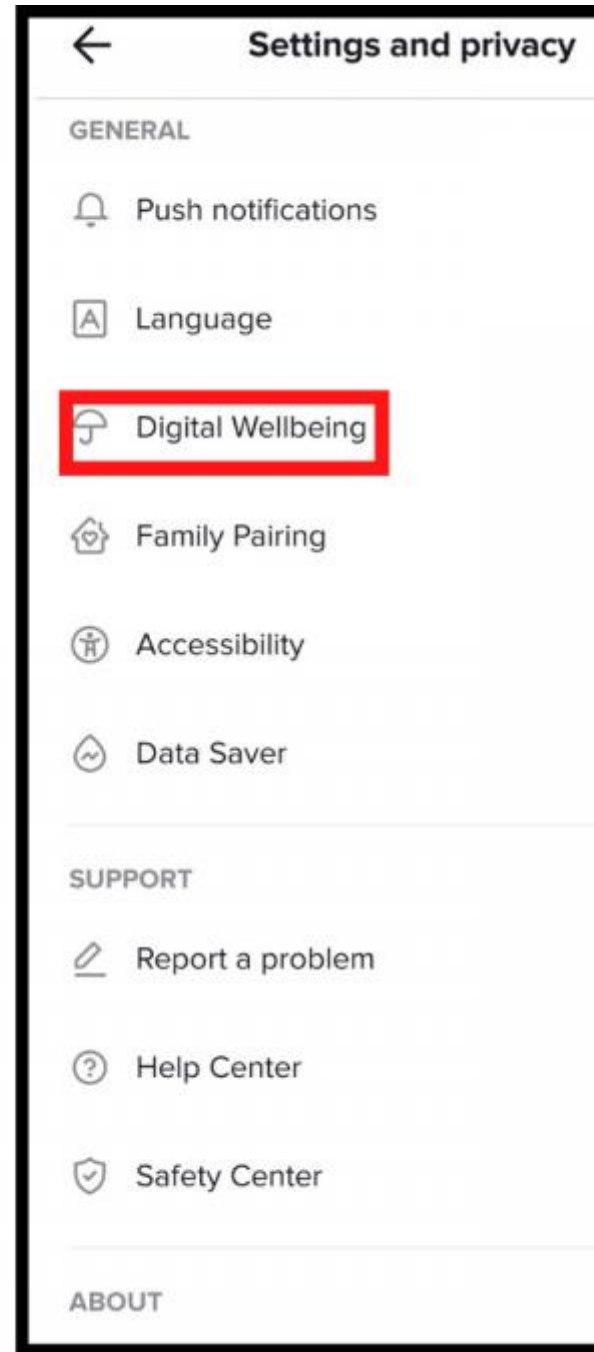 Settings and privacy
GENERAL
Push notifications
A Language
Digital Wellbeing
Family Pairing
Accessibility
Data Saver
SUPPORT
Report a problem
? Help Center
Safety Center
ABOUT